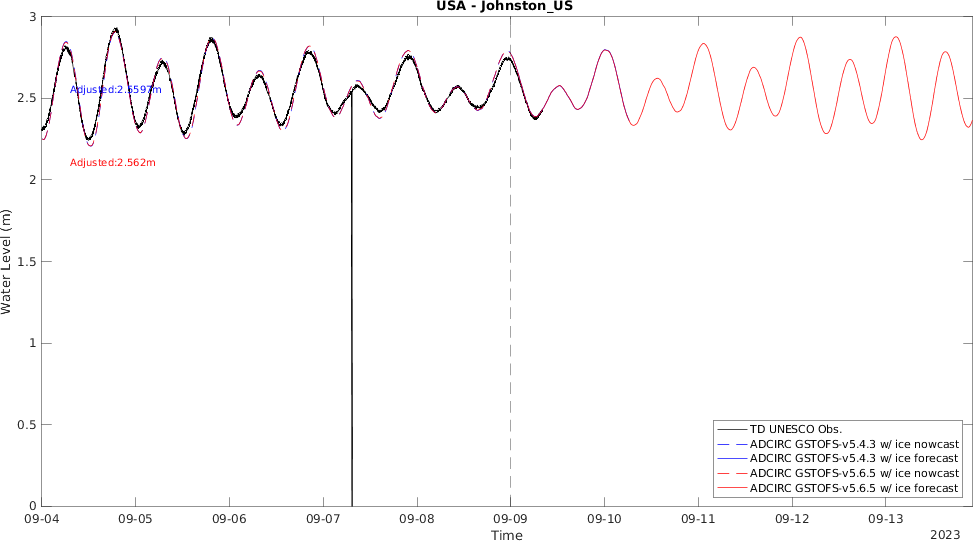 USA - Johnston_US
3
2.5
2
1.5
1
0.5
0
Water Level (m)
Adjusted:2.6597m
Adjusted:2.562m
TD UNESCO Obs.
ADCIRC GSTOFS-v5.4.3 w/ ice nowcast
ADCIRC GSTOFS-v5.4.3 w/ ice forecast
ADCIRC GSTOFS-v5.6.5 w/ ice nowcast
ADCIRC GSTOFS-v5.6.5 w/ ice forecast
09-04 09-05 09-06 09-07 09-08 09-09 09-10 09-11 09-12 09-13
Time
2023